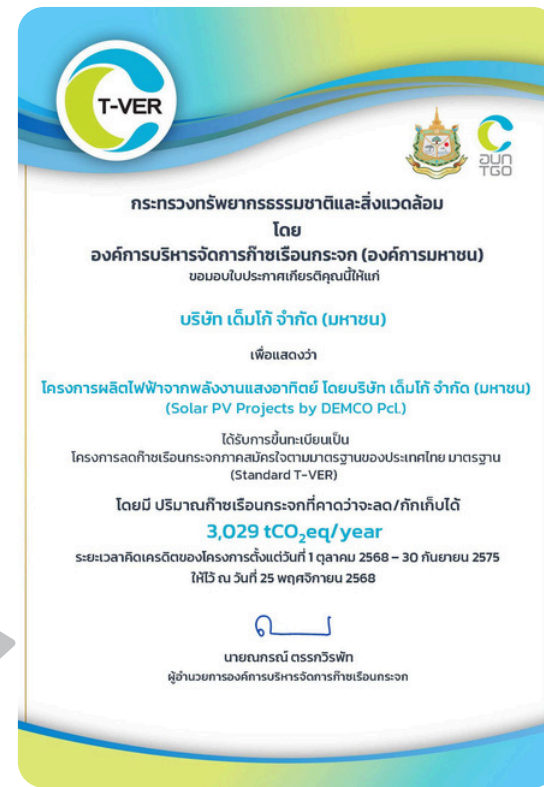 T-VER
อบก
TGO
กระทรวงทรัพยากรธรรมชาติและสิ่งแวดล้อม
โดย
องค์การบริหารจัดการก๊าซเรือนกระจก (องค์การมหาชน)
ขอมอบใบประกาศเกียรติคุณนี้ให้แก่
บริษัท เด็มโก้ จำกัด (มหาชน)
เพื่อแสดงว่า
โครงการผลิตไฟฟ้าจากพลังงานแสงอาทิตย์ โดยบริษัท เด็มโก้ จำกัด (มหาชน)
(Solar PV Projects by DEMCO Pcl.)
ได้รับการขึ้นทะเบียนเป็น
โครงการลดก๊าซเรือนกระจกภาคสมัครใจตามมาตรฐานของประเทศไทย มาตรฐาน
(Standard T-VER)
โดยมี ปริมาณก๊าซเรือนกระจกที่คาดว่าจะลด/กักเก็บได้
3,029 tCO₂eq/year
ระยะเวลาคิดเครดิตของโครงการตั้งแต่วันที่ 1 ตุลาคม 2568 – 30 กันยายน 2575
ให้ไว้ ณ วันที่ 25 พฤศจิกายน 2568
นายณกรณ์ ตรรกวิรพัท
ผู้อำนวยการองค์การบริหารจัดการก๊าซเรือนกระจก